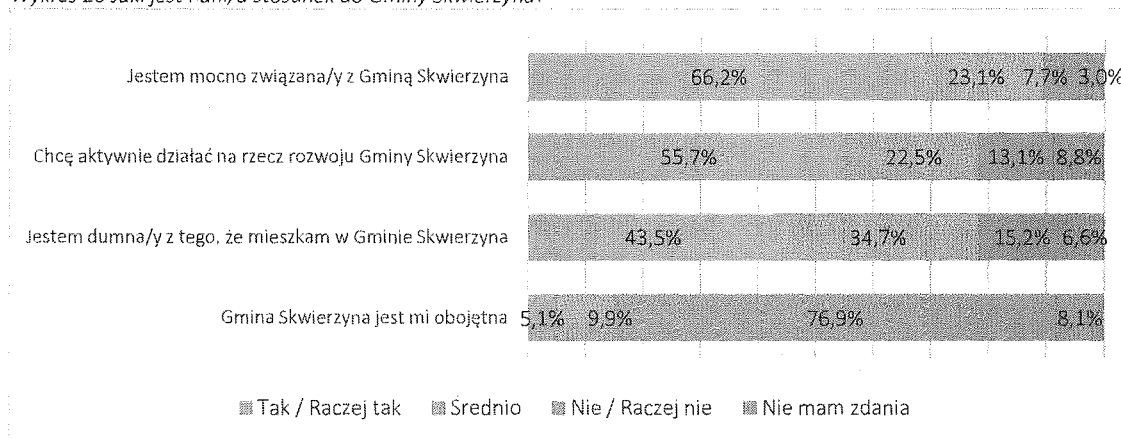 Jestem mocno związana/y z Gminą Skwierzyna 66,2% 23,1% 7,7% 3,0%
Chcę aktywnie działać na rzecz rozwoju Gminy Skwierzyna 55,7% 22,5% 13,1% 8,8%
Jestem dumna/y z tego, że mieszkam w Gminie Skwierzyna 43,5% 34,7% 15,2% 6,6%
Gmina Skwierzyna jest mi obojętna 5,1% 9,9% 76,9% 8,1%
Tak / Raczej tak Średnio Nie / Raczej nie Nie mam zdania